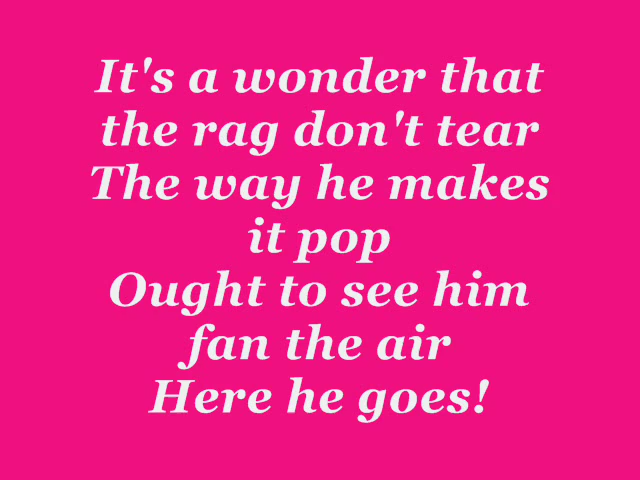 It's a wonder that
the rag don't tear
The way he makes
it pop
Ought to see him
fan the air
Here he goes!